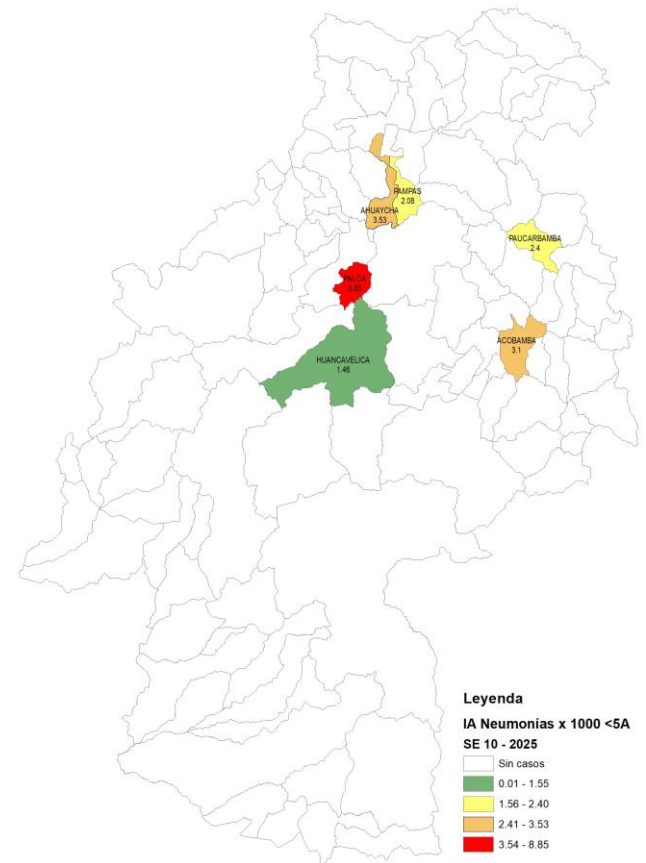 PAMPAS
2.08
AHUAYCHA
3.53
PAUCARBAMBA
2.4
PALCA
8.85
ACOBAMBA
3.1
HUANCAVELICA
1.46
Leyenda
IA Neumonías x 1000 <5A
SE 10 - 2025
Sin casos
0.01 - 1.55
1.56 - 2.40
2.41 - 3.53
3.54 - 8.85